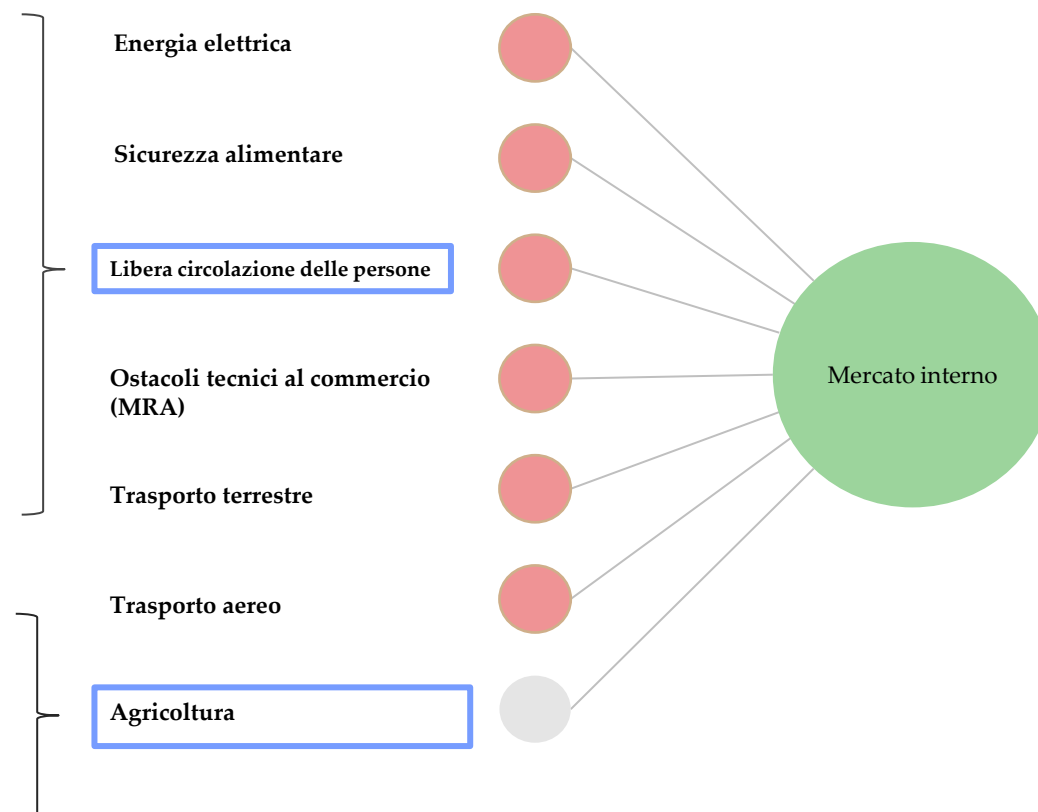 Energia elettrica
Sicurezza alimentare
Libera circolazione delle persone
Ostacoli tecnici al commercio
(MRA)
Mercato interno
Trasporto terrestre
Trasporto aereo
Agricoltura